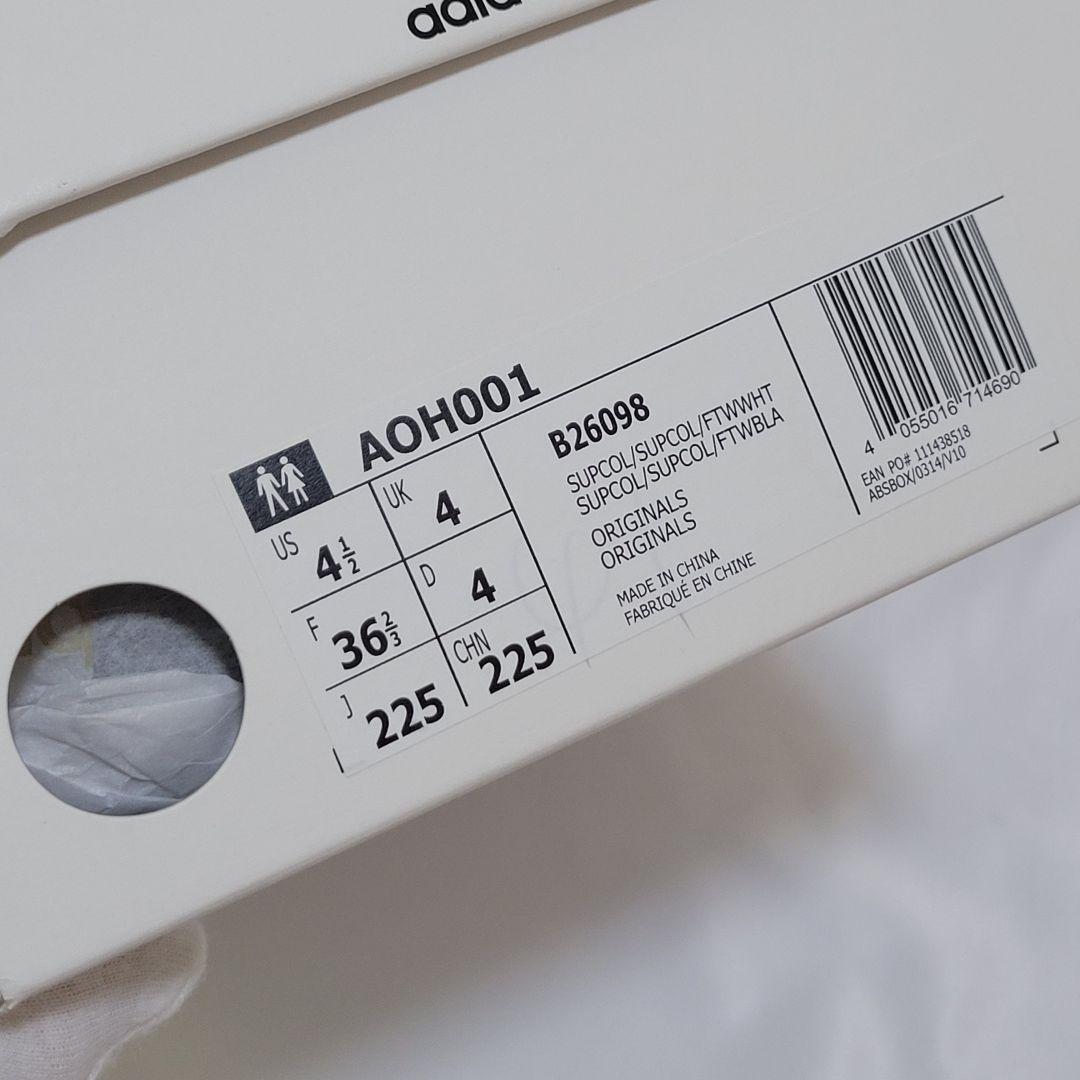 adid
AOH001
US 4½
UK 4
F 36⅔
D 4
J 225
CHN 225
B26098
SUPCOL/SUPCOL/FTWWHT
SUPCOL/SUPCOL/FTWBLA
ORIGINALS
ORIGINALS
MADE IN CHINA
FABRIQUÉ EN CHINE
4 055016 714690
EAN PO# 111438518
ABSBOX/0314/V10